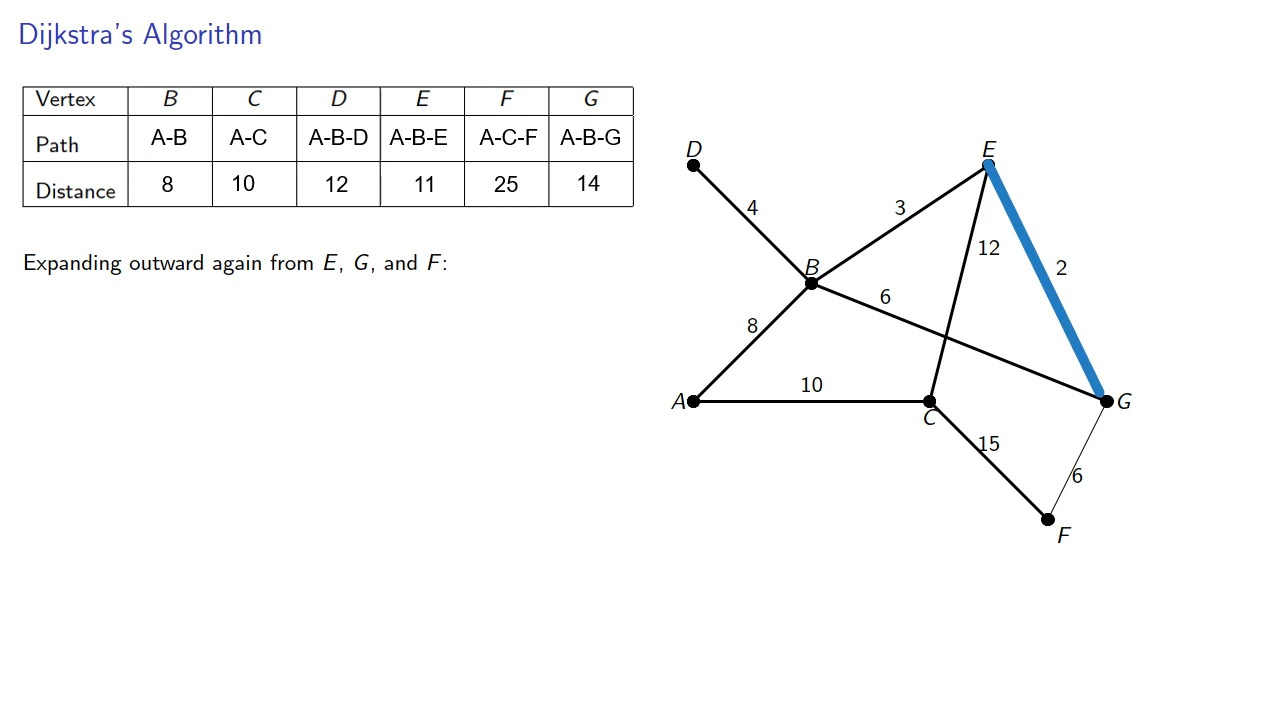 Dijkstra's Algorithm
Vertex B C D E F G
Path A-B A-C A-B-D A-B-E A-C-F A-B-G
Distance 8 10 12 11 25 14
Expanding outward again from E, G, and F:
D
E
4
3
12
B
2
6
8
10
A
C
G
15
6
F